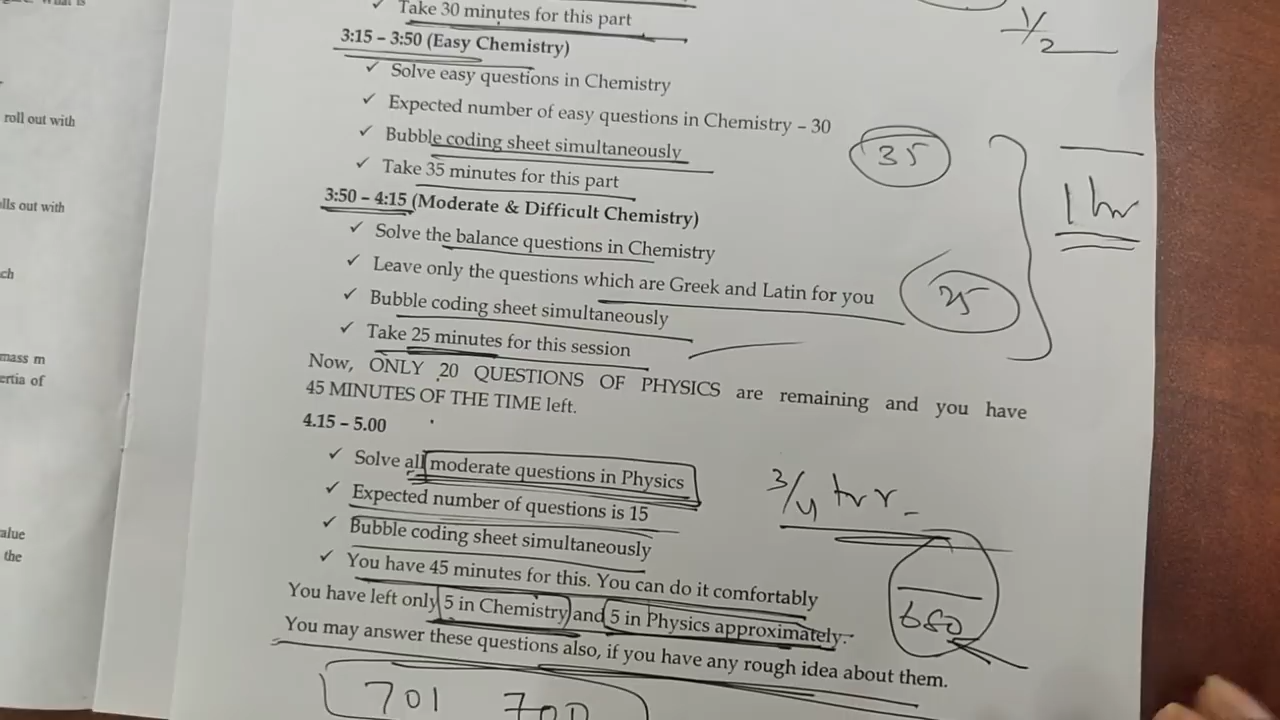 Take 30 minutes for this part
1/2
3:15 – 3:50 (Easy Chemistry)
✓ Solve easy questions in Chemistry
✓ Expected number of easy questions in Chemistry – 30
✓ Bubble coding sheet simultaneously
35
✓ Take 35 minutes for this part
1 hr
3:50 – 4:15 (Moderate & Difficult Chemistry)
✓ Solve the balance questions in Chemistry
✓ Leave only the questions which are Greek and Latin for you
25
✓ Bubble coding sheet simultaneously
✓ Take 25 minutes for this session
Now, ONLY 20 QUESTIONS OF PHYSICS are remaining and you have
45 MINUTES OF THE TIME left.
4.15 – 5.00
✓ Solve all moderate questions in Physics
3/4 hr
✓ Expected number of questions is 15
✓ Bubble coding sheet simultaneously
✓ You have 45 minutes for this. You can do it comfortably
You have left only 5 in Chemistry and 5 in Physics approximately.
680
You may answer these questions also, if you have any rough idea about them.
701 700
roll out with
olls out with
mass m
ertia of
alue
the